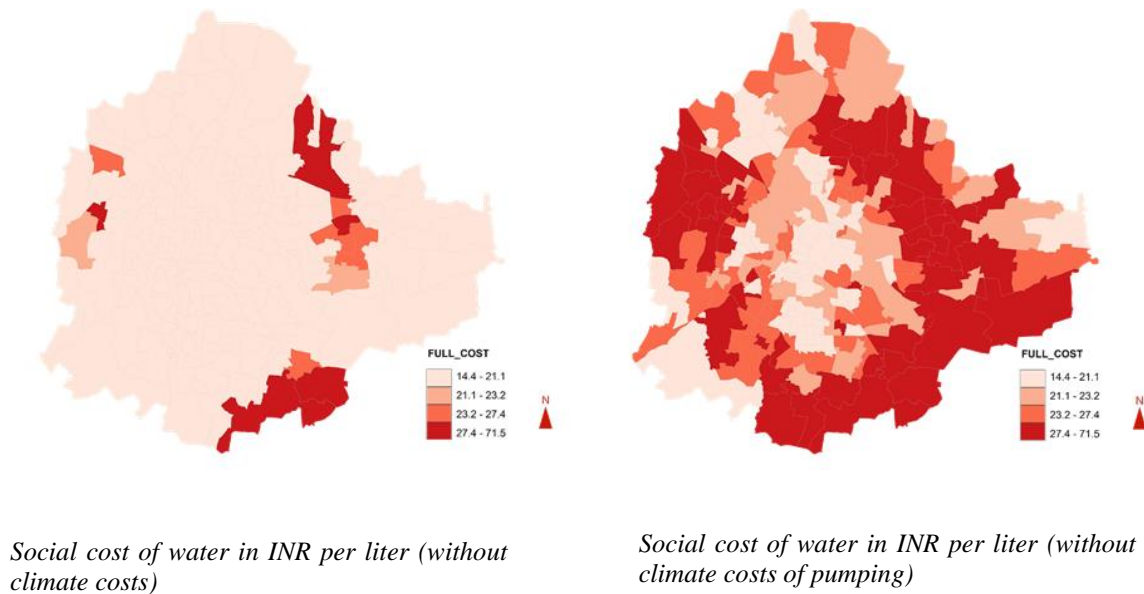 FULL_COST
14.4 - 21.1
21.1 - 23.2
23.2 - 27.4
27.4 - 71.5
N
FULL_COST
14.4 - 21.1
21.1 - 23.2
23.2 - 27.4
27.4 - 71.5
N
Social cost of water in INR per liter (without
climate costs)
Social cost of water in INR per liter (without
climate costs of pumping)